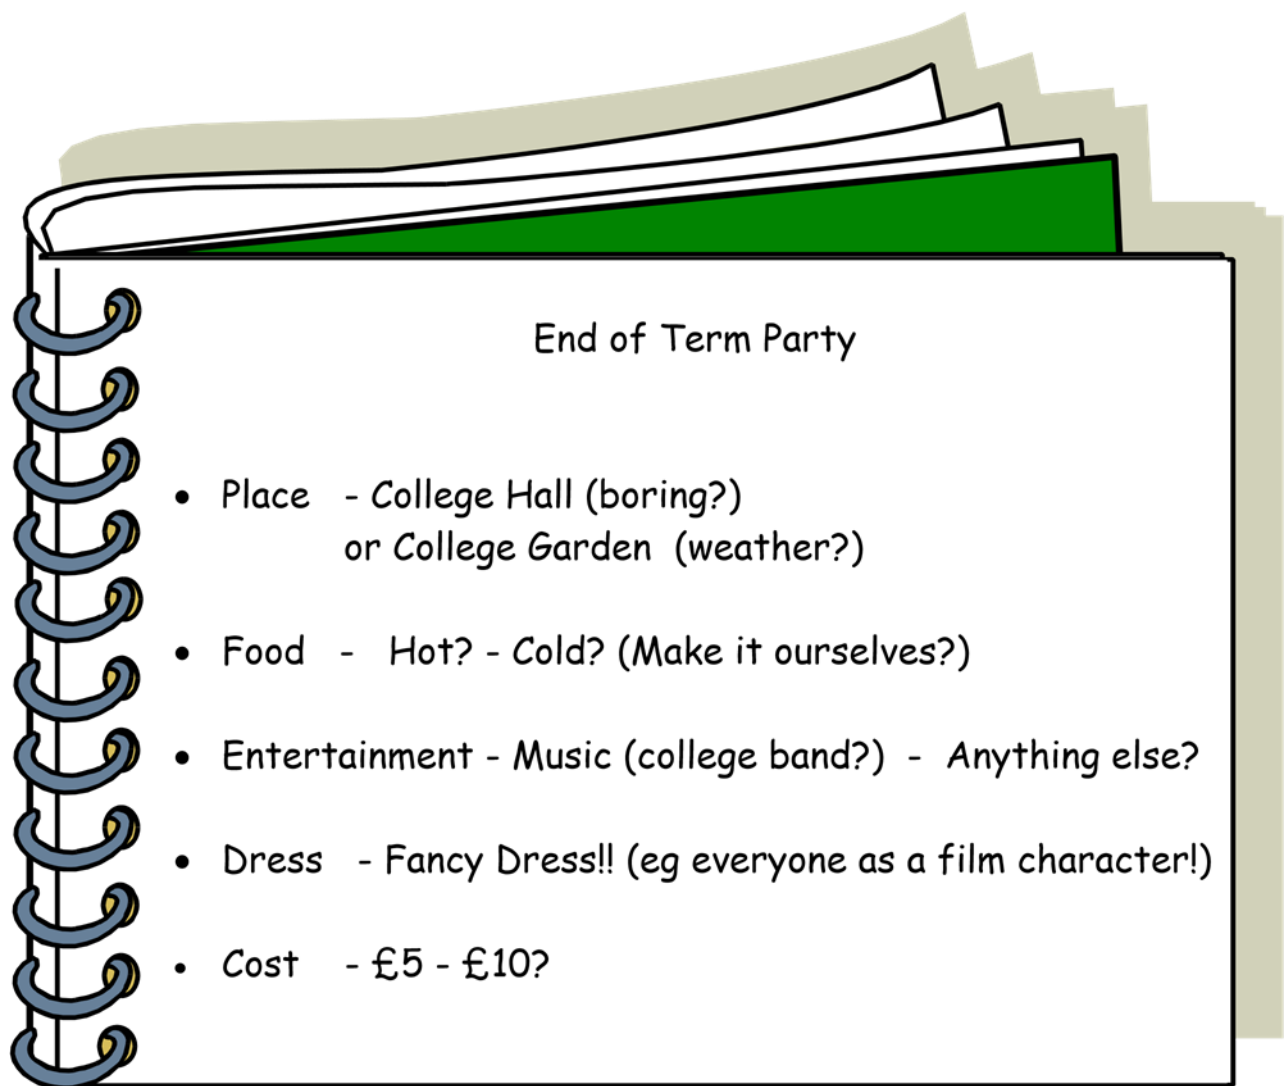 End of Term Party
• Place - College Hall (boring?)
or College Garden (weather?)
• Food - Hot? - Cold? (Make it ourselves?)
• Entertainment - Music (college band?) - Anything else?
• Dress - Fancy Dress!! (eg everyone as a film character!)
• Cost - £5 - £10?